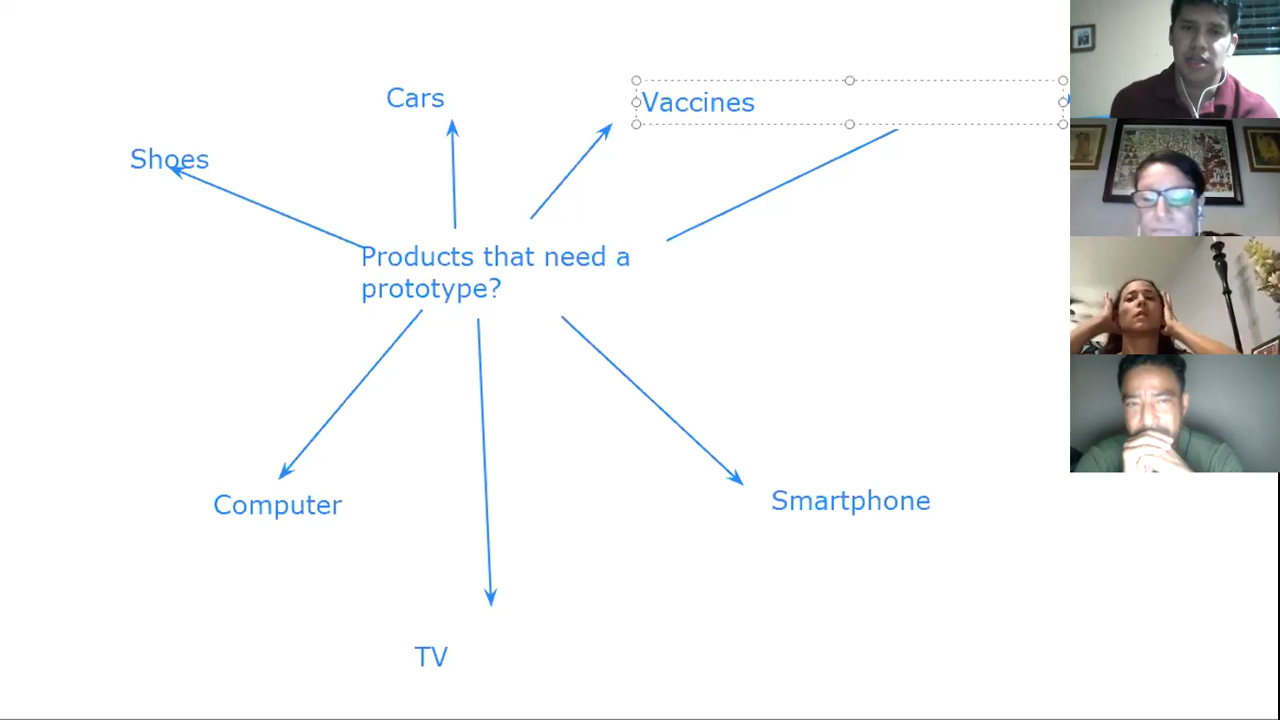 Cars
Vaccines
Shoes
Products that need a
prototype?
Computer
Smartphone
TV